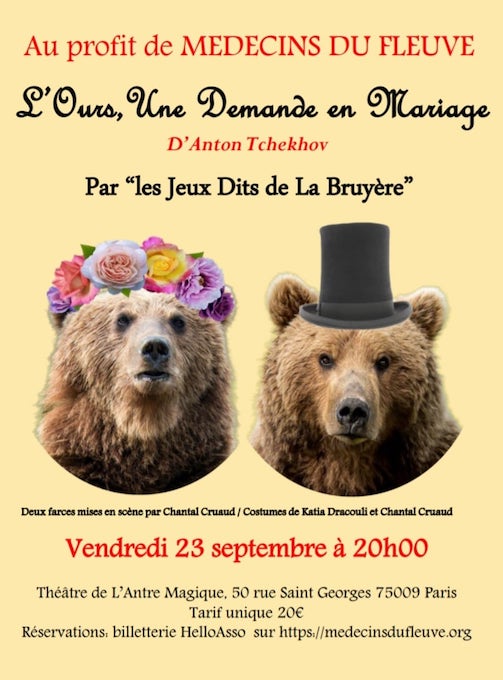 Au profit de MEDECINS DU FLEUVE
L'Ours, Une Demande en Mariage
D'Anton Tchekhov
Par "les Jeux Dits de La Bruyère"
Deux farces mises en scène par Chantal Cruaud / Costumes de Katia Dracouli et Chantal Cruaud
Vendredi 23 septembre à 20h00
Théâtre de L'Antre Magique, 50 rue Saint Georges 75009 Paris
Tarif unique 20€
Réservations: billetterie HelloAsso sur https://medecinsdufleuve.org